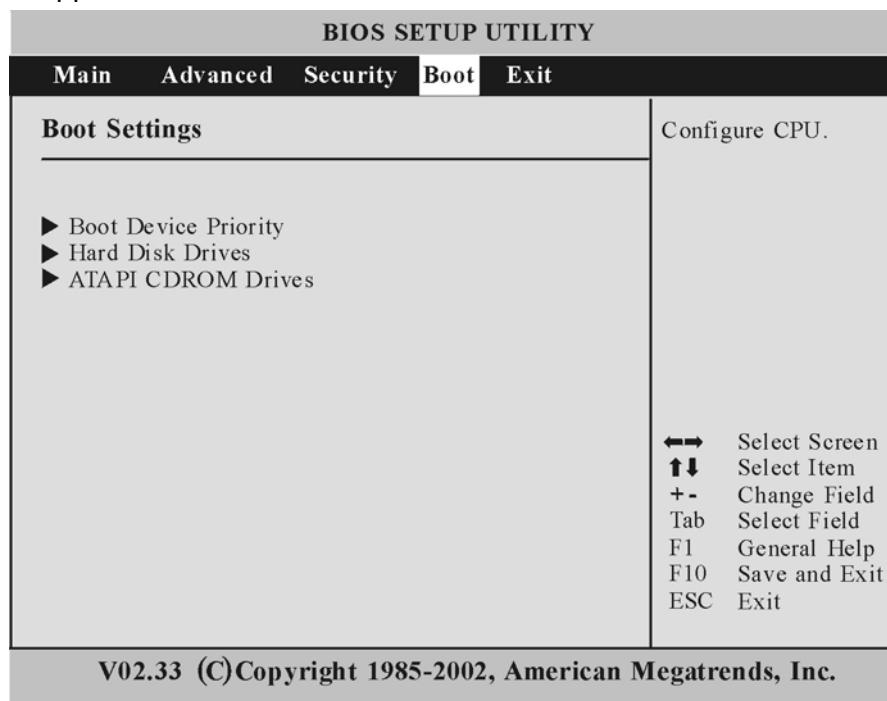 BIOS SETUP UTILITY
Main Advanced Security Boot Exit
Boot Settings
Configure CPU.
▶ Boot Device Priority
▶ Hard Disk Drives
▶ ATAPI CDROM Drives
←→ Select Screen
↑↓ Select Item
+- Change Field
Tab Select Field
F1 General Help
F10 Save and Exit
ESC Exit
V02.33 (C)Copyright 1985-2002, American Megatrends, Inc.